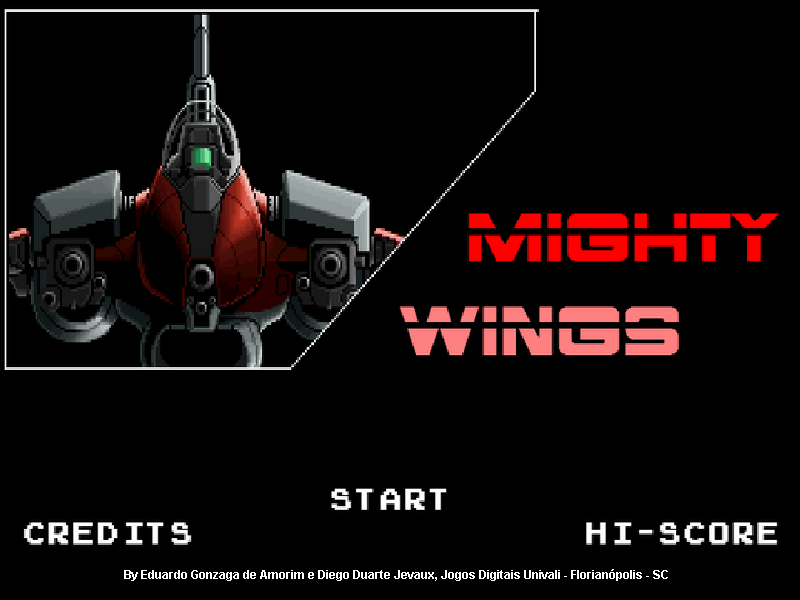 MIGHTY
WINGS
START
CREDITS
HI-SCORE
By Eduardo Gonzaga de Amorim e Diego Duarte Jevaux, Jogos Digitais Univali - Florianópolis - SC